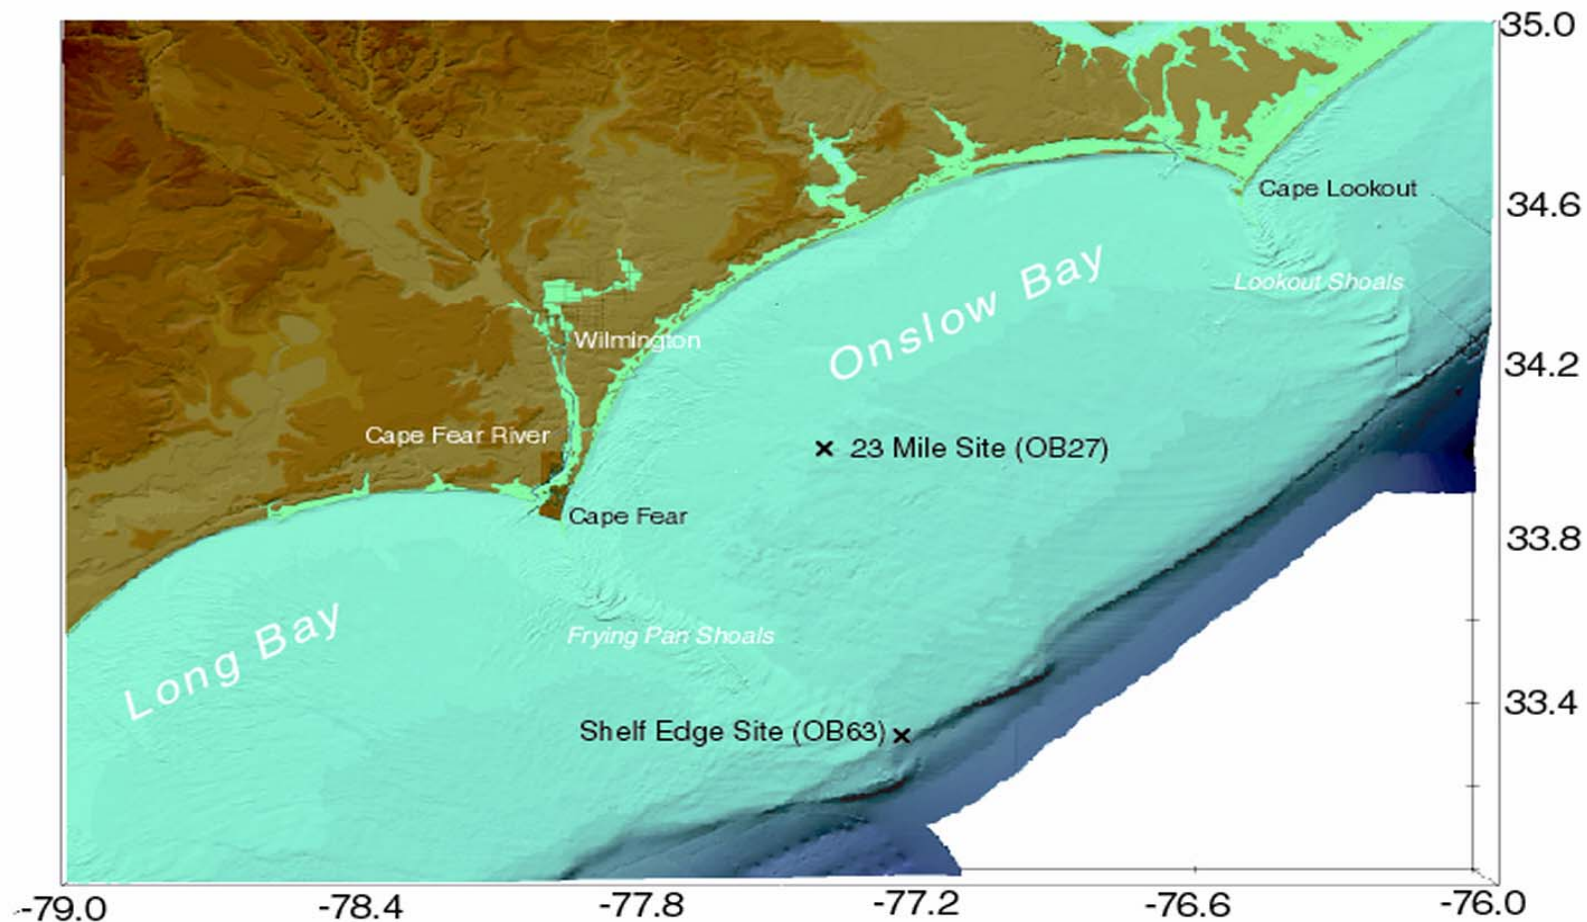 35.0
Cape Lookout
34.6
Onslow Bay
Lookout Shoals
Wilmington
34.2
Cape Fear River
23 Mile Site (OB27)
Cape Fear
33.8
Long Bay
Frying Pan Shoals
33.4
Shelf Edge Site (OB63)
-79.0
-78.4
-77.8
-77.2
-76.6
-76.0